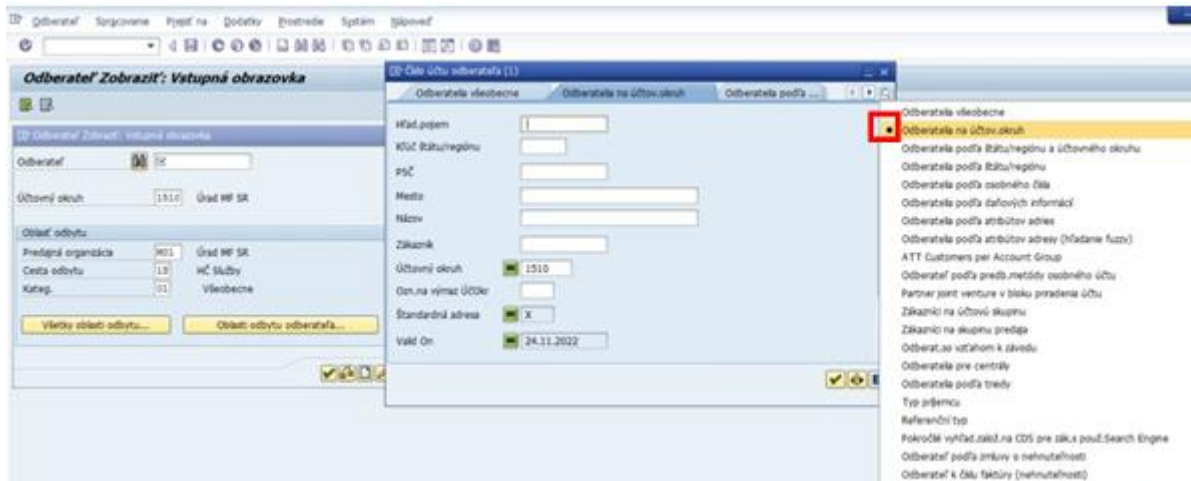 Odberateľ Spracovanie Prejsť na Dodatky Prostredie Systém Nápoveď
Odberateľ Zobraziť: Vstupná obrazovka
Odberateľ Zobraziť: Vstupná obrazovka
Odberateľ
Účtovný okruh 1510 Úrad MF SR
Oblasť odbytu
Predajná organizácia M01 Úrad MF SR
Cesta odbytu 18 HČ Služby
Kateg. 01 Všeobecne
Všetky oblasti odbytu... Oblasti odbytu odberateľa...
Číslo účtu odberateľa (1)
Odberatelia všeobecne Odberatelia na účtov.okruh Odberatelia podľa ...
Hľad.pojem
Kľúč štátu/regiónu
PSČ
Mesto
Názov
Zákazník
Účtovný okruh 1510
Ozn.na výmaz ÚčOkr
Štandardná adresa X
Valid On 24.11.2022
Odberatelia všeobecne
Odberatelia na účtov.okruh
Odberatelia podľa štátu/regiónu a účtovného okruhu
Odberatelia podľa štátu/regiónu
Odberatelia podľa osobného čísla
Odberatelia podľa daňových informácií
Odberatelia podľa atribútov adries
Odberatelia podľa atribútov adresy (hľadanie fuzzy)
ATT Customers per Account Group
Odberateľ podľa predb.metódy osobného účtu
Partner joint venture v bloku priradenia účtu
Zákazníci na účtovú skupinu
Zákazníci na skupinu predaja
Odberat.so vzťahom k závodu
Odberatelia pre centrály
Odberatelia podľa triedy
Typ príjemcu
Referenčný typ
Pokročilé vyhľad.založ.na CDS pre zák.s použ.Search Engine
Odberateľ podľa zmluvy o nehnuteľnosti
Odberateľ k číslu faktúry (nehnuteľnosti)